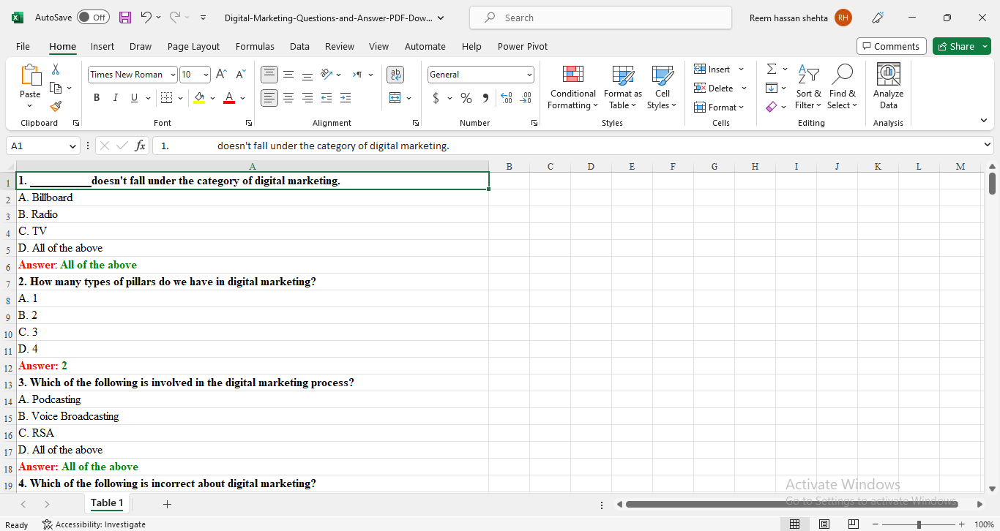 AutoSave Off Digital-Marketing-Questions-and-Answer-PDF-Dow... Search Reem hassan shehta RH
File Home Insert Draw Page Layout Formulas Data Review View Automate Help Power Pivot Comments Share
Times New Roman 10 General Insert
Paste Conditional Formatting Format as Table Cell Styles Delete Sort & Filter Find & Select Analyze Data
B I U Format
Clipboard Font Alignment Number Styles Cells Editing Analysis
A1 fx 1. doesn't fall under the category of digital marketing.
A B C D E F G H I J K L M
1 1. ___________doesn't fall under the category of digital marketing.
2 A. Billboard
3 B. Radio
4 C. TV
5 D. All of the above
6 Answer: All of the above
7 2. How many types of pillars do we have in digital marketing?
8 A. 1
9 B. 2
10 C. 3
11 D. 4
12 Answer: 2
13 3. Which of the following is involved in the digital marketing process?
14 A. Podcasting
15 B. Voice Broadcasting
16 C. RSA
17 D. All of the above
18 Answer: All of the above
19 4. Which of the following is incorrect about digital marketing?
Activate Windows
Go to Settings to activate Windows.
Table 1
Ready Accessibility: Investigate 100%